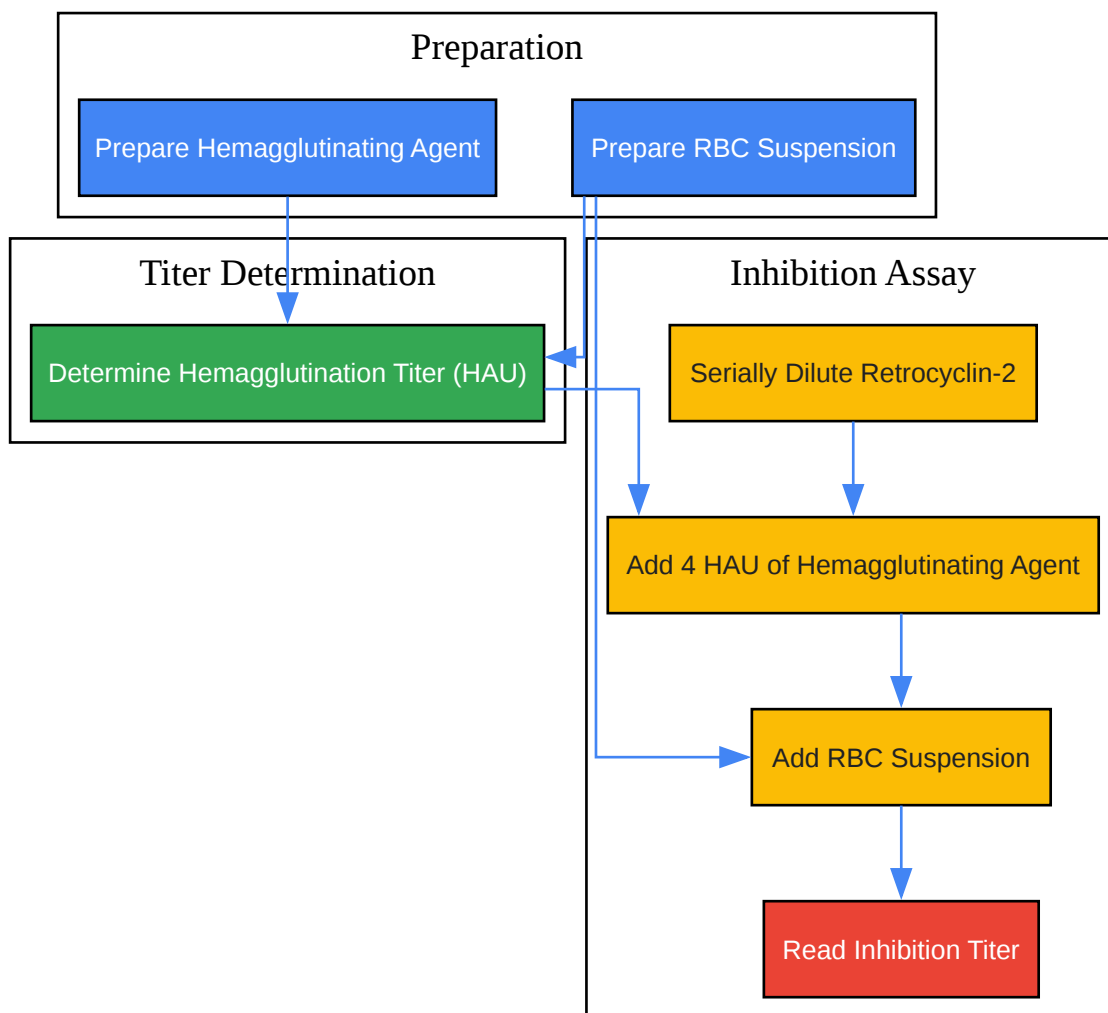 Preparation
Prepare Hemagglutinating Agent
Prepare RBC Suspension
Titer Determination
Inhibition Assay
Determine Hemagglutination Titer (HAU)
Serially Dilute Retrocyclin-2
Add 4 HAU of Hemagglutinating Agent
Add RBC Suspension
Read Inhibition Titer